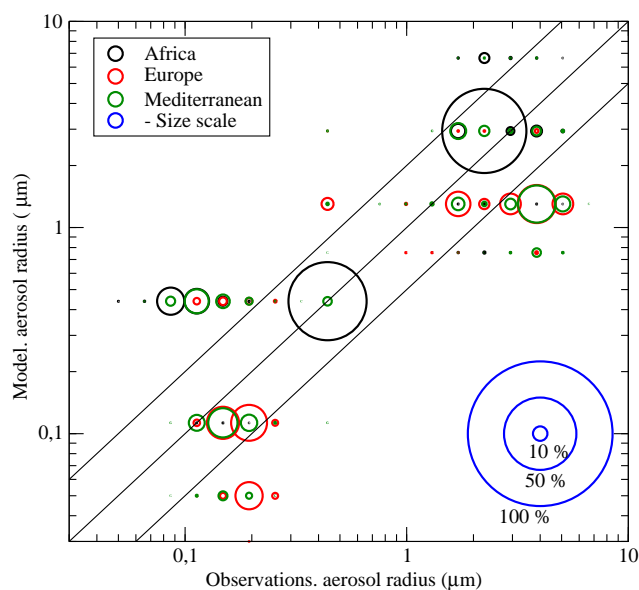 10
Africa
Europe
Mediterranean
- Size scale
1
0,1
10 %
50 %
100 %
0,1
1
10
Model. aerosol radius ( μm)
Observations. aerosol radius (μm)